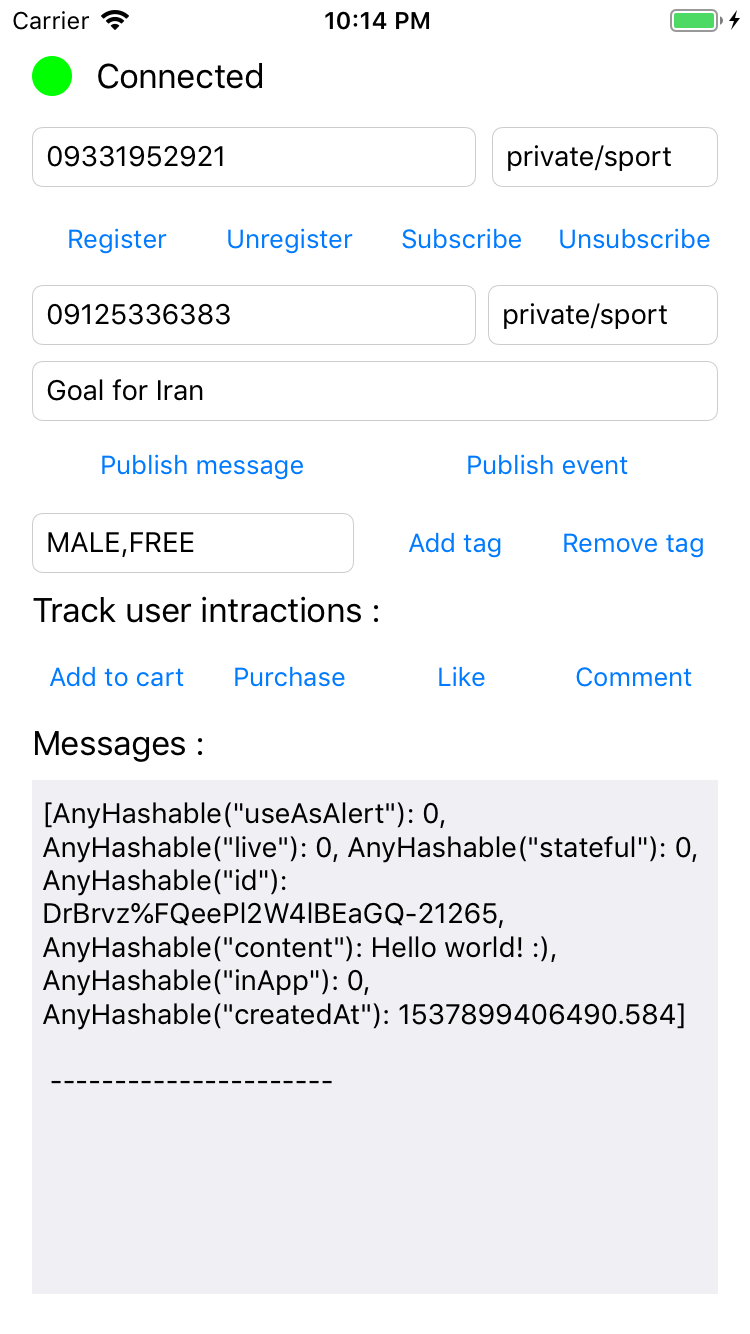 Carrier 10:14 PM
Connected
09331952921 private/sport
Register Unregister Subscribe Unsubscribe
09125336383 private/sport
Goal for Iran
Publish message Publish event
MALE,FREE Add tag Remove tag
Track user intractions :
Add to cart Purchase Like Comment
Messages :
[AnyHashable("useAsAlert"): 0,
AnyHashable("live"): 0, AnyHashable("stateful"): 0,
AnyHashable("id"):
DrBrvz%FQeePl2W4lBEaGQ-21265,
AnyHashable("content"): Hello world! :),
AnyHashable("inApp"): 0,
AnyHashable("createdAt"): 1537899406490.584]
----------------------